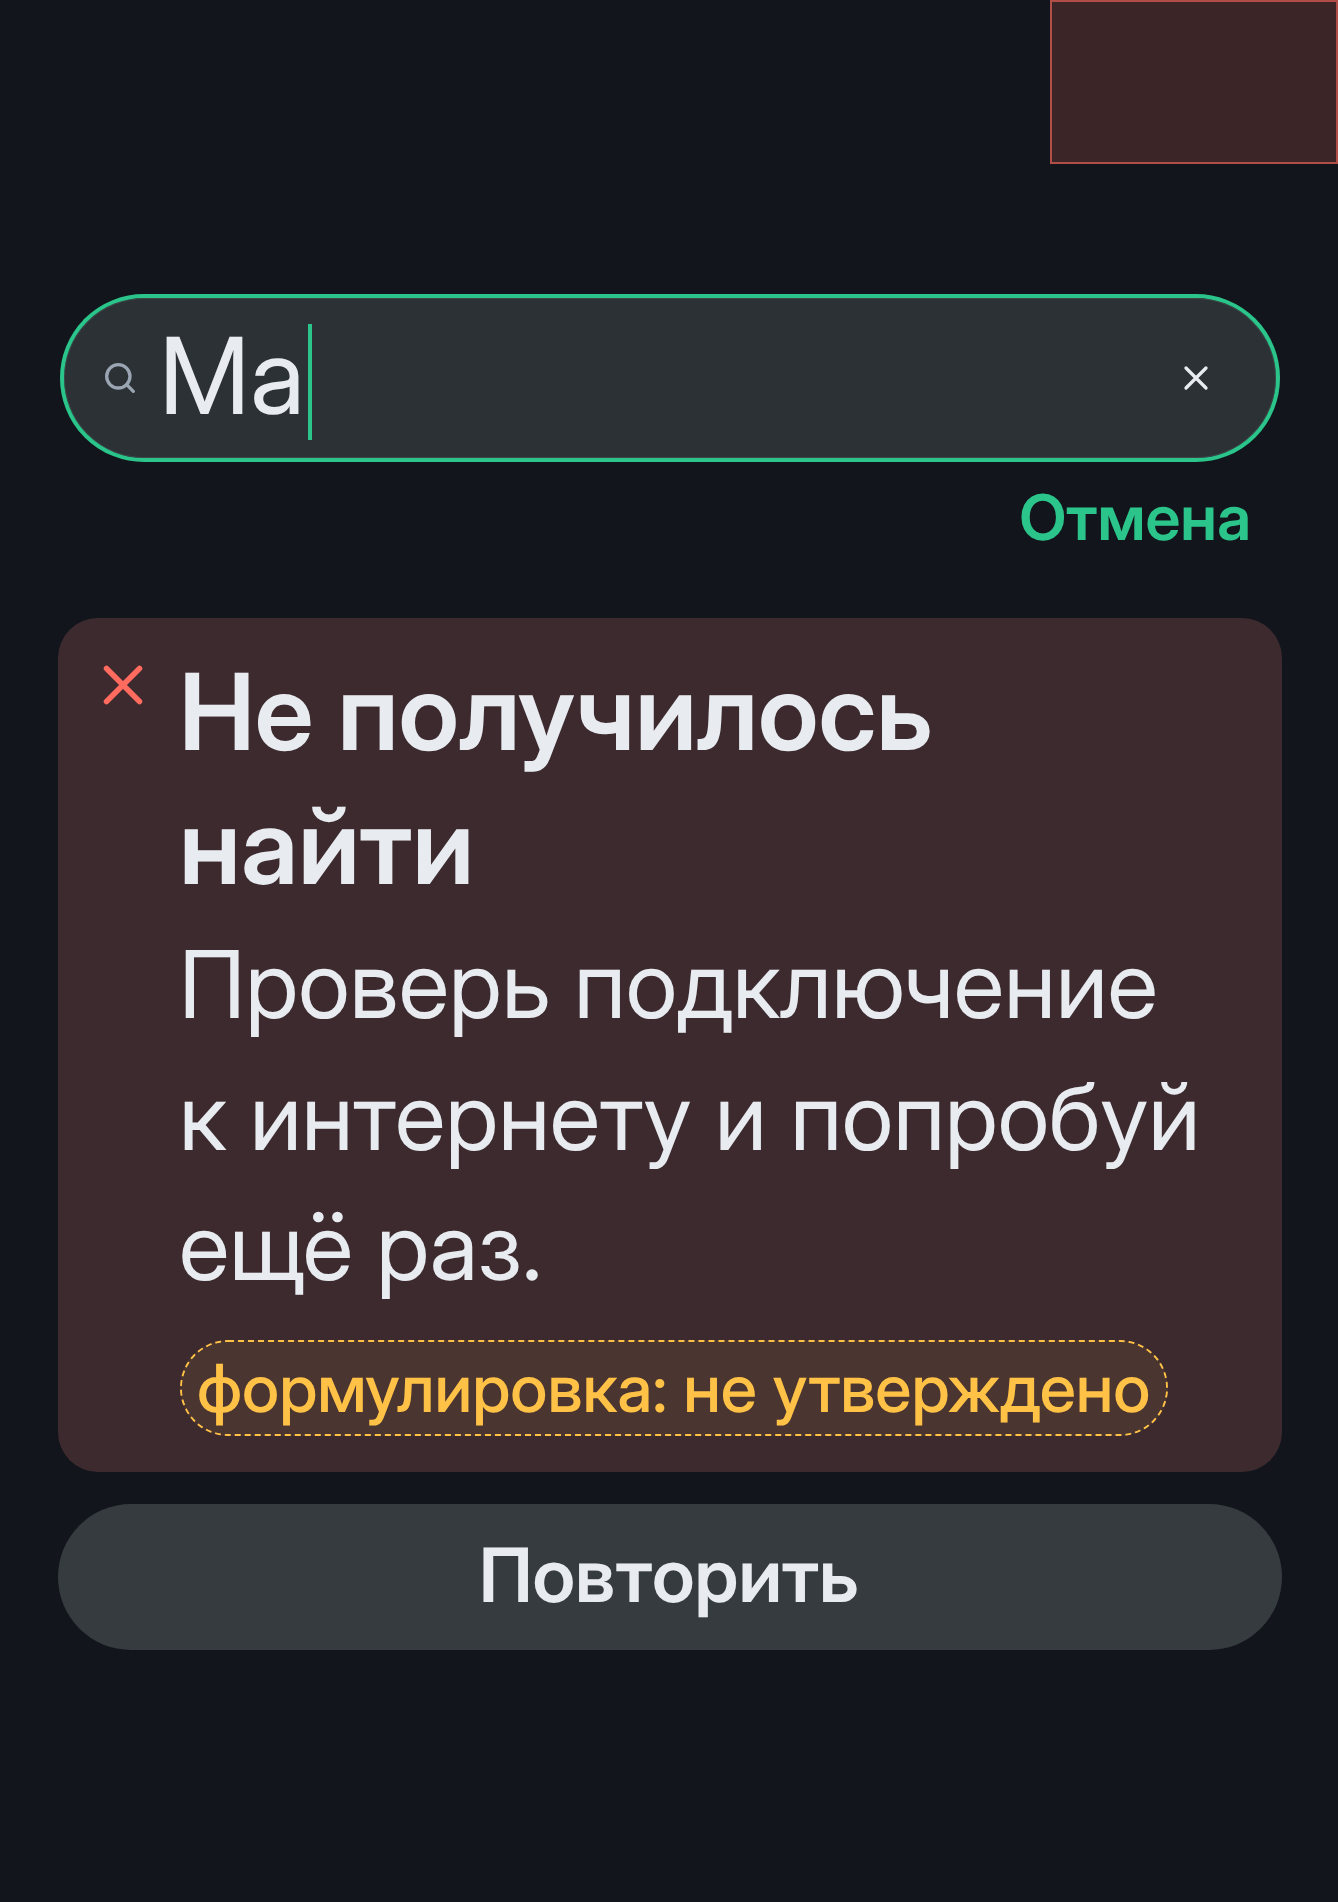 Ма
Отмена
Не получилось
найти
Проверь подключение
к интернету и попробуй
ещё раз.
формулировка: не утверждено
Повторить